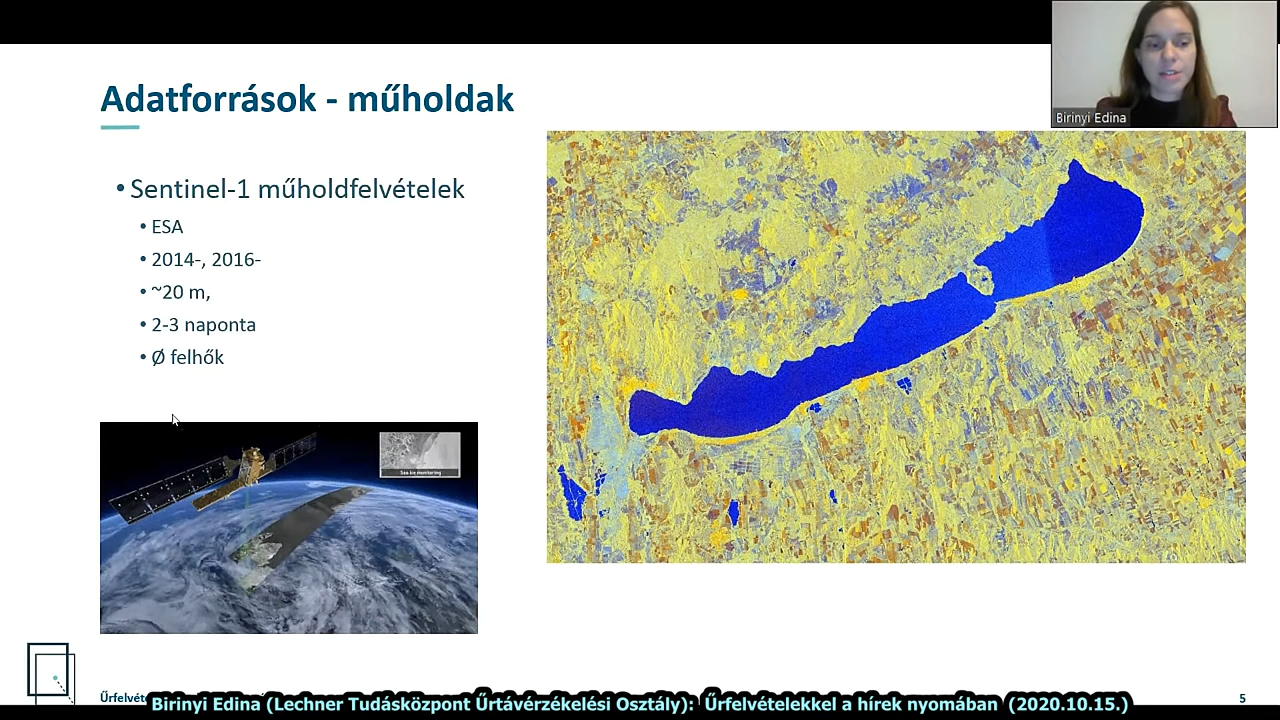 Adatforrások - műholdak
Birinyi Edina
• Sentinel-1 műholdfelvételek
• ESA
• 2014-, 2016-
• ~20 m,
• 2-3 naponta
• Ø felhők
Sea-ice monitoring
Űrfelvéte
5
Birinyi Edina (Lechner Tudásközpont Űrtávérzékelési Osztály): Űrfelvételekkel a hírek nyomában (2020.10.15.)